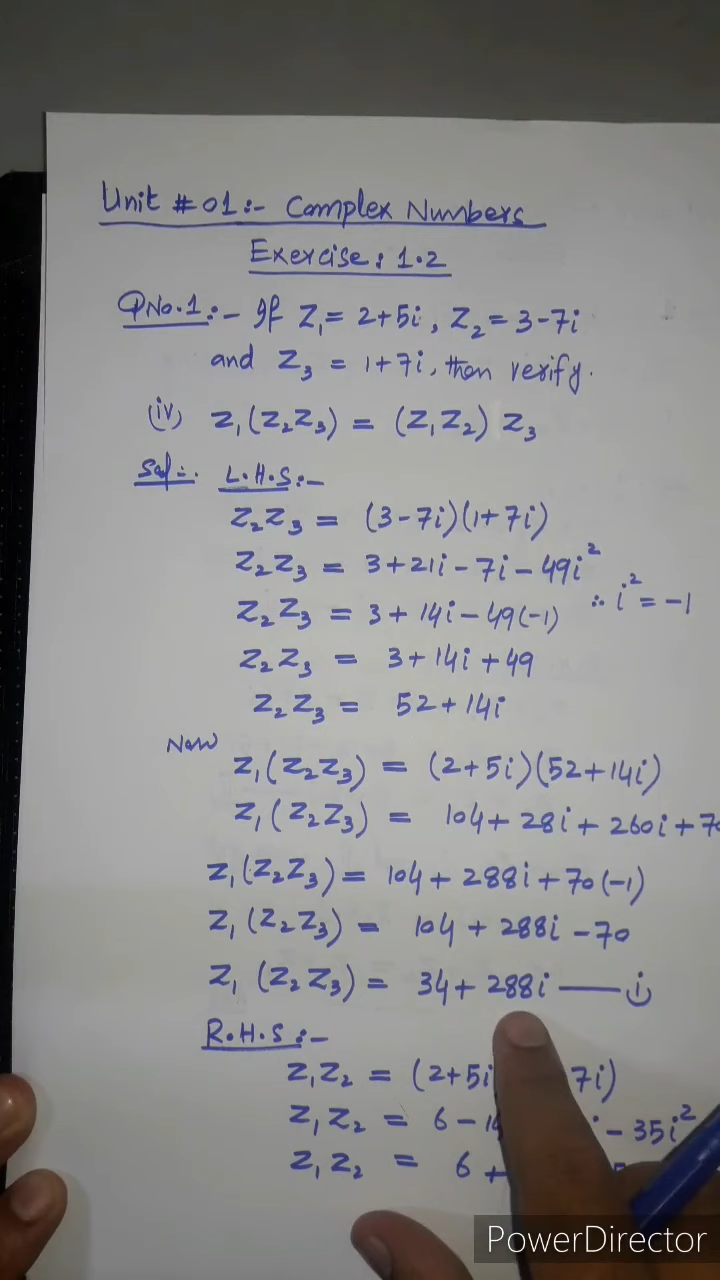 Unit # 01:- Complex Numbers
Exercise: 1.2
QNo.1:- If Z₁ = 2+5i, Z₂ = 3-7i
and Z₃ = 1+7i, then verify.
(iv) Z₁(Z₂Z₃) = (Z₁Z₂) Z₃
Sol:- L.H.S:-
Z₂Z₃ = (3-7i)(1+7i)
Z₂Z₃ = 3+21i-7i-49i²
Z₂Z₃ = 3+14i-49(-1) ∴ i² = -1
Z₂Z₃ = 3+14i+49
Z₂Z₃ = 52+14i
Now Z₁(Z₂Z₃) = (2+5i)(52+14i)
Z₁(Z₂Z₃) = 104+28i+260i+
Z₁(Z₂Z₃) = 104+288i+70(-1)
Z₁(Z₂Z₃) = 104+288i-70
Z₁(Z₂Z₃) = 34+288i — i
R.H.S:-
Z₁Z₂ = (2+5i 7i)
Z₁Z₂ = 6- i-35i²
Z₁Z₂ = 6+
PowerDirector